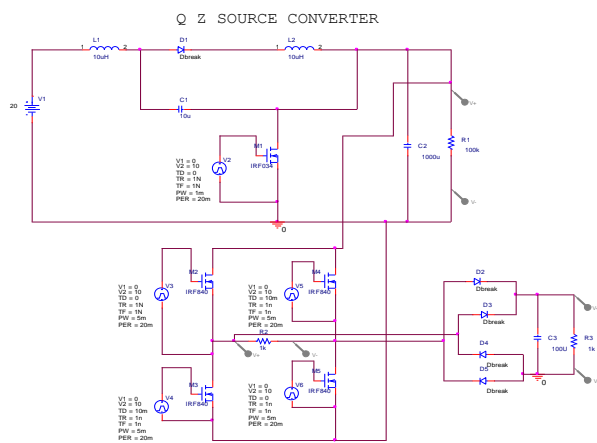 Q Z SOURCE CONVERTER
L1
1 2
10uH
D1
Dbreak
L2
1 2
10uH
V1
20
C1
10u
M1
IRF034
V2
V1 = 0
V2 = 10
TD = 0
TR = 1N
TF = 1N
PW = 1m
PER = 20m
C2
1000u
R1
100k
V+
V-
0
M2
IRF840
V3
V1 = 0
V2 = 10
TD = 0
TR = 1N
TF = 1N
PW = 5m
PER = 20m
M4
IRF840
V5
V1 = 0
V2 = 10
TD = 10m
TR = 1n
TF = 1n
PW = 5m
PER = 20m
R2
1k
V+
V-
M3
IRF840
V4
V1 = 0
V2 = 10
TD = 10m
TR = 1n
TF = 1n
PW = 5m
PER = 20m
M5
IRF840
V6
V1 = 0
V2 = 10
TD = 0
TR = 1n
TF = 1n
PW = 5m
PER = 20m
D2
Dbreak
D3
Dbreak
D4
Dbreak
D5
Dbreak
C3
100U
R3
1k
0